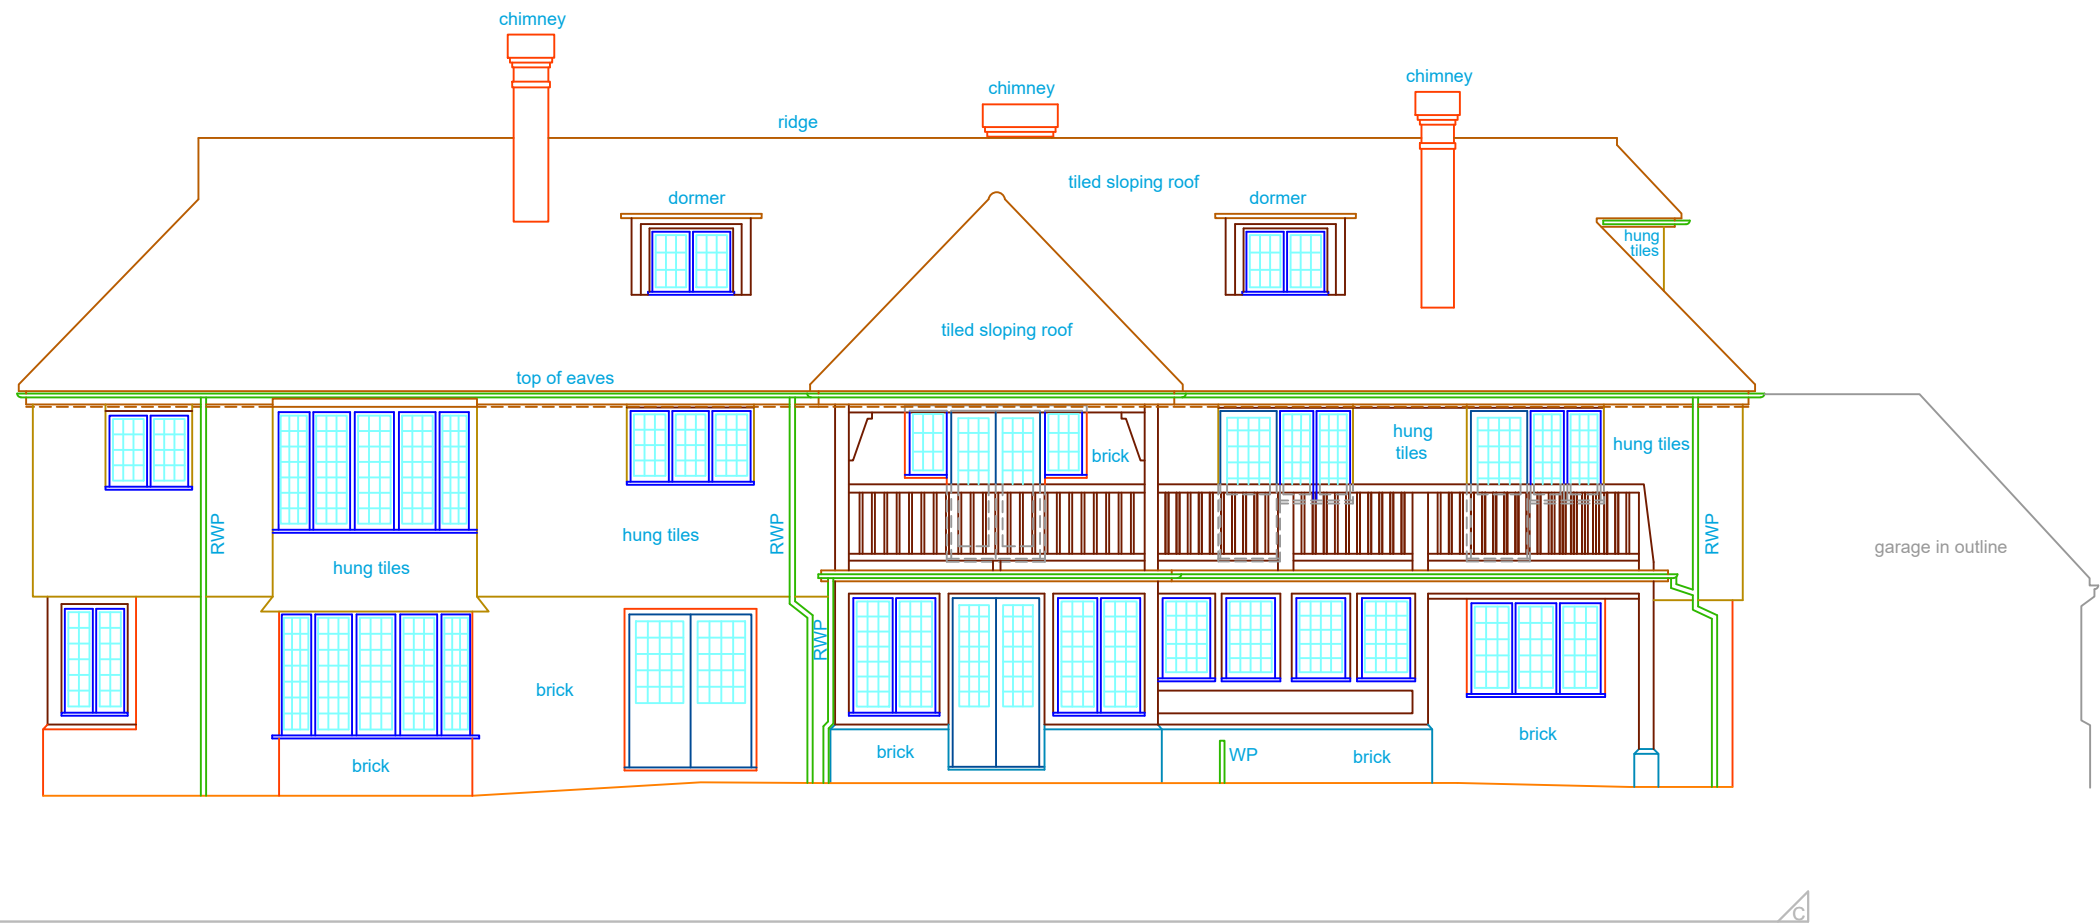 chimney
chimney
chimney
ridge
tiled sloping roof
dormer
dormer
hung
tiles
tiled sloping roof
top of eaves
hung
tiles
hung tiles
brick
RWP
hung tiles
RWP
RWP
garage in outline
hung tiles
RWP
brick
brick
brick
WP
brick
brick
C